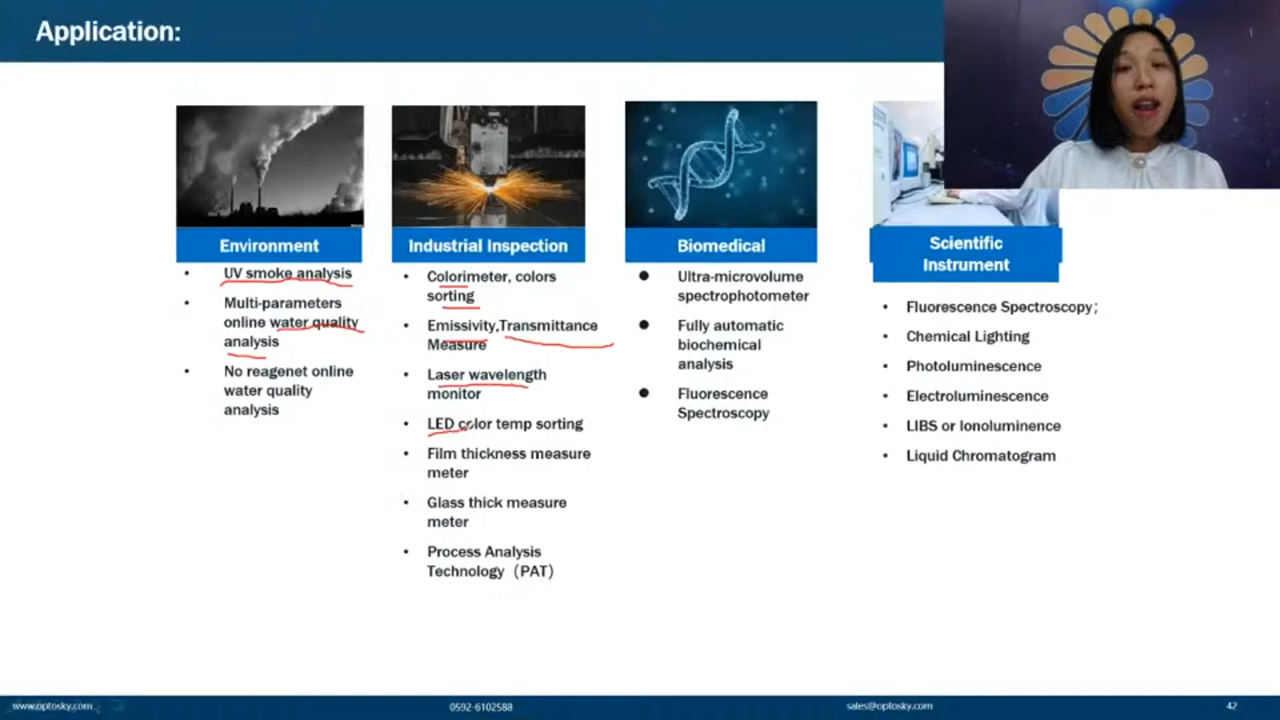 Application:
Environment
UV smoke analysis
Multi-parameters
online water quality
analysis
No reagenet online
water quality
analysis
Industrial Inspection
Colorimeter, colors
sorting
Emissivity,Transmittance
Measure
Laser wavelength
monitor
LED color temp sorting
Film thickness measure
meter
Glass thick measure
meter
Process Analysis
Technology（PAT）
Biomedical
Ultra-microvolume
spectrophotometer
Fully automatic
biochemical
analysis
Fluorescence
Spectroscopy
Scientific
Instrument
Fluorescence Spectroscopy；
Chemical Lighting
Photoluminescence
Electroluminescence
LIBS or Ionoluminence
Liquid Chromatogram
www.optosky.com
0592-6102588
sales@optosky.com
42